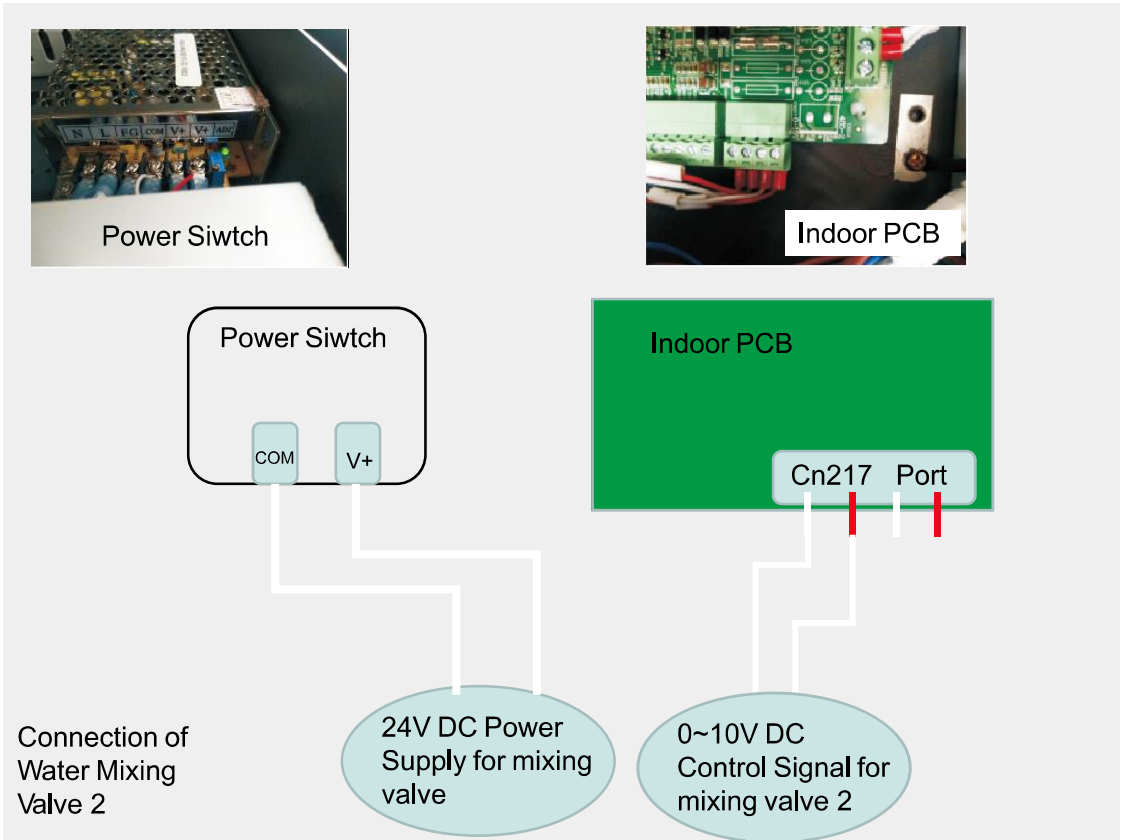 N L FG COM V+ V+ ADJ
Power Siwtch
Indoor PCB
Power Siwtch
COM
V+
Indoor PCB
Cn217 Port
Connection of
Water Mixing
Valve 2
24V DC Power
Supply for mixing
valve
0~10V DC
Control Signal for
mixing valve 2